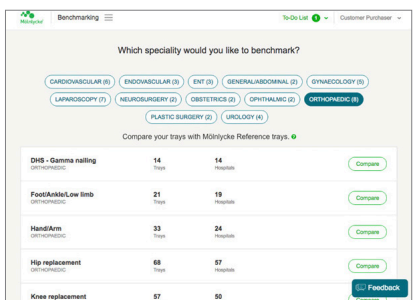 Mölnlycke
Benchmarking
To-Do List 1
Customer Purchaser
Which speciality would you like to benchmark?
CARDIOVASCULAR (6) ENDOVASCULAR (3) ENT (3) GENERAL/ABDOMINAL (2) GYNAECOLOGY (5)
LAPAROSCOPY (7) NEUROSURGERY (2) OBSTETRICS (2) OPHTHALMIC (2) ORTHOPAEDIC (8)
PLASTIC SURGERY (2) UROLOGY (4)
Compare your trays with Mölnlycke Reference trays.
DHS - Gamma nailing 14 14 Compare
ORTHOPAEDIC Trays Hospitals
Foot/Ankle/Low limb 21 19 Compare
ORTHOPAEDIC Trays Hospitals
Hand/Arm 33 24 Compare
ORTHOPAEDIC Trays Hospitals
Hip replacement 68 57 Compare
ORTHOPAEDIC Trays Hospitals
Feedback
Knee replacement 57 50